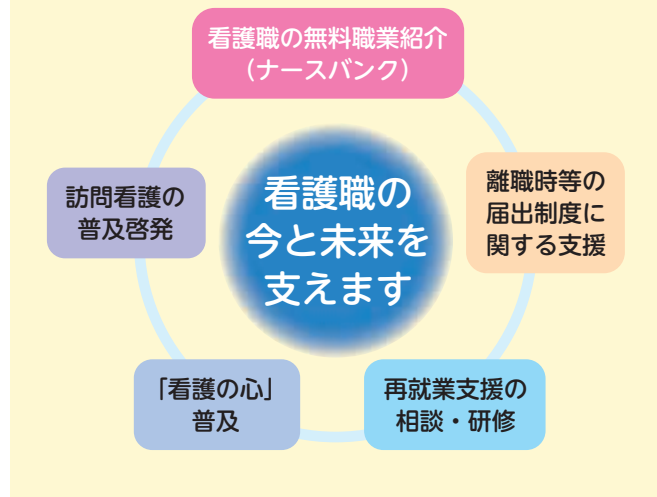 看護職の無料職業紹介
(ナースバンク)
訪問看護の
普及啓発
看護職の
今と未来を
支えます
離職時等の
届出制度に
関する支援
「看護の心」
普及
再就業支援の
相談・研修